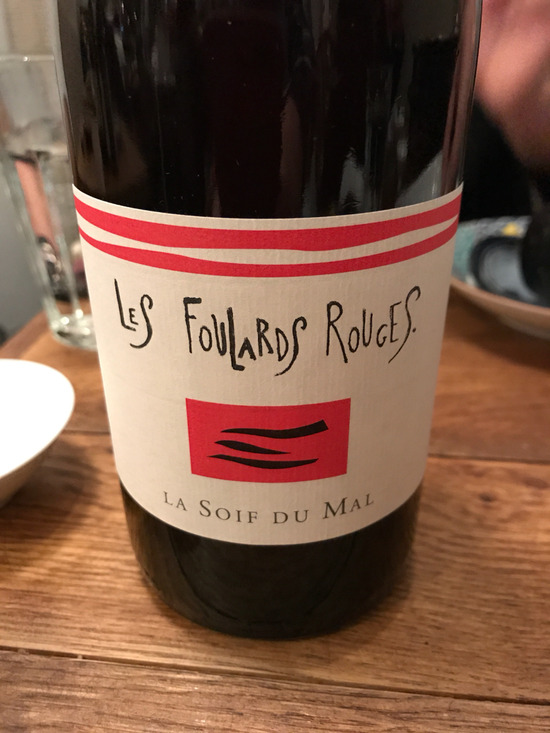 LES FOULARDS ROUGES.
LA SOIF DU MAL